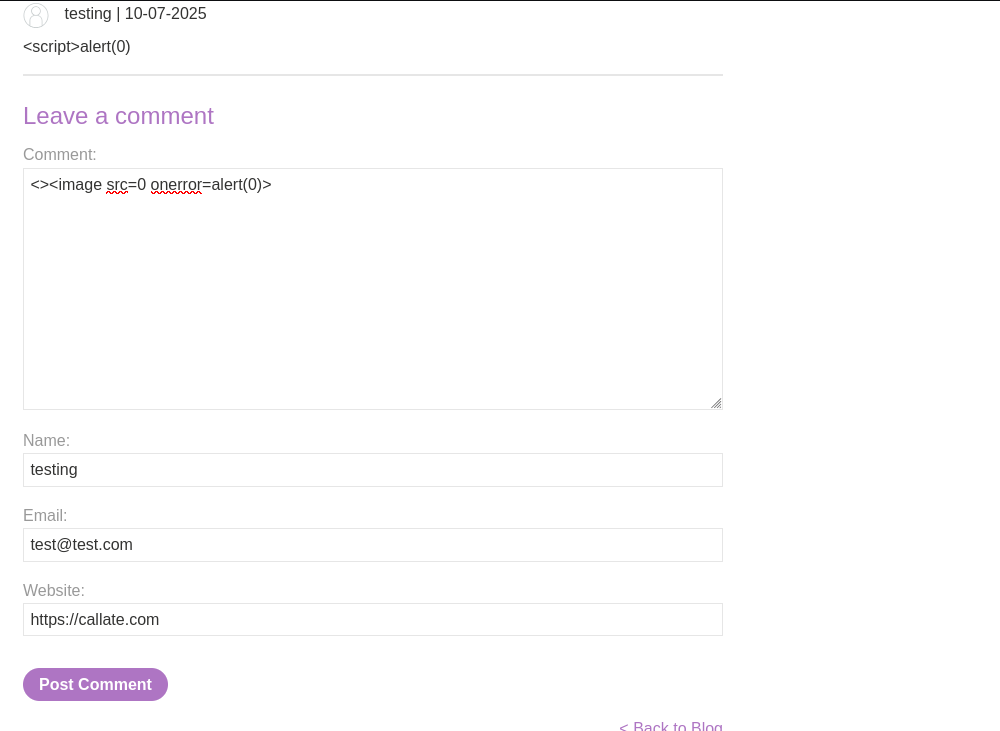 testing | 10-07-2025
<script>alert(0)
Leave a comment
Comment:
<><image src=0 onerror=alert(0)>
Name:
testing
Email:
test@test.com
Website:
https://callate.com
Post Comment
< Back to Blog